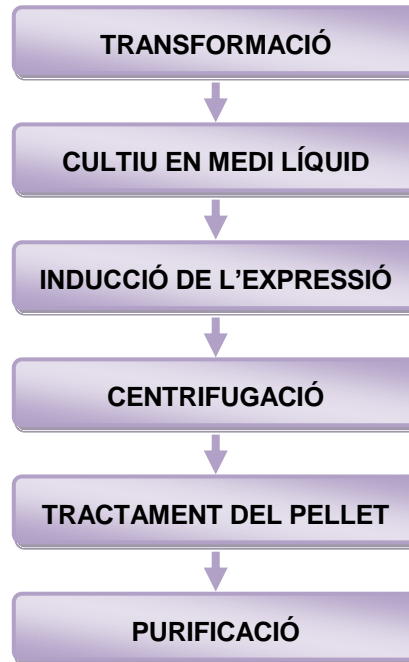 TRANSFORMACIÓ
CULTIU EN MEDI LÍQUID
INDUCCIÓ DE L’EXPRESSIÓ
CENTRIFUGACIÓ
TRACTAMENT DEL PELLET
PURIFICACIÓ